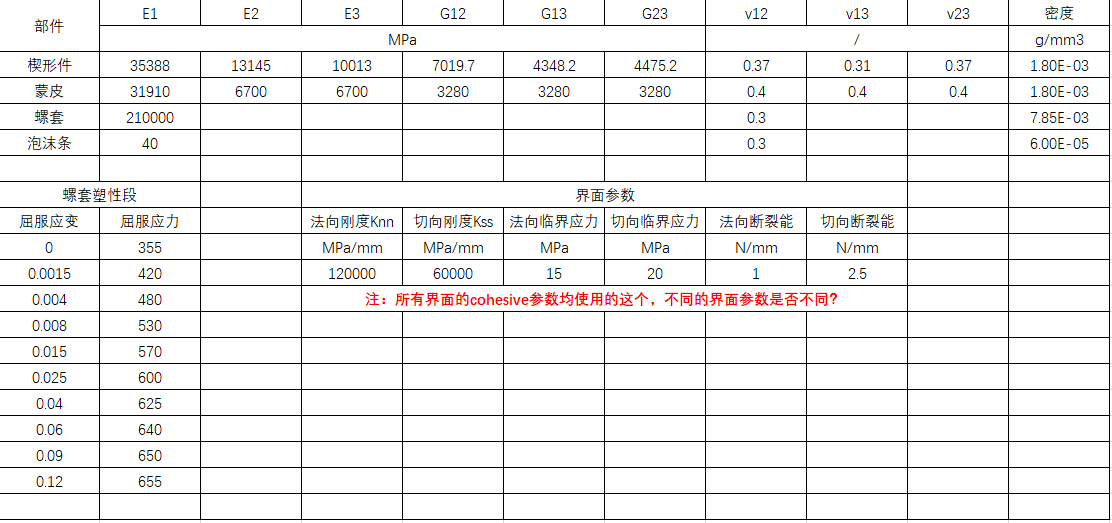 部件 E1 E2 E3 G12 G13 G23 v12 v13 v23 密度
MPa / g/mm3
楔形件 35388 13145 10013 7019.7 4348.2 4475.2 0.37 0.31 0.37 1.80E-03
蒙皮 31910 6700 6700 3280 3280 3280 0.4 0.4 0.4 1.80E-03
螺套 210000 0.3 7.85E-03
泡沫条 40 0.3 6.00E-05
螺套塑性段 界面参数
屈服应变 屈服应力 法向刚度Knn 切向刚度Kss 法向临界应力 切向临界应力 法向断裂能 切向断裂能
0 355 MPa/mm MPa/mm MPa MPa N/mm N/mm
0.0015 420 120000 60000 15 20 1 2.5
0.004 480 注：所有界面的cohesive参数均使用的这个，不同的界面参数是否不同？
0.008 530
0.015 570
0.025 600
0.04 625
0.06 640
0.09 650
0.12 655